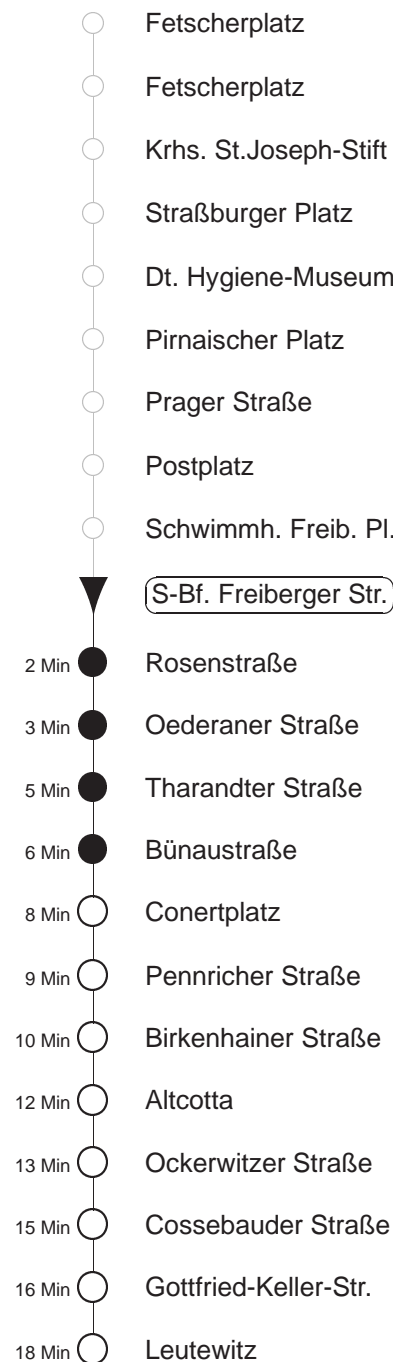 Fetscherplatz
Fetscherplatz
Krhs. St.Joseph-Stift
Straßburger Platz
Dt. Hygiene-Museum
Pirnaischer Platz
Prager Straße
Postplatz
Schwimmh. Freib. Pl.
S-Bf. Freiberger Str.
2 Min Rosenstraße
3 Min Oederaner Straße
5 Min Tharandter Straße
6 Min Bünaustraße
8 Min Conertplatz
9 Min Pennricher Straße
10 Min Birkenhainer Straße
12 Min Altcotta
13 Min Ockerwitzer Straße
15 Min Cossebauder Straße
16 Min Gottfried-Keller-Str.
18 Min Leutewitz